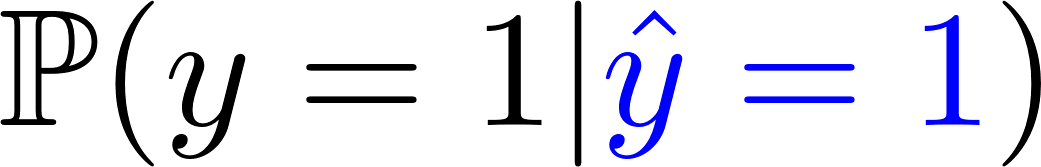 ℙ(y = 1|ŷ = 1)